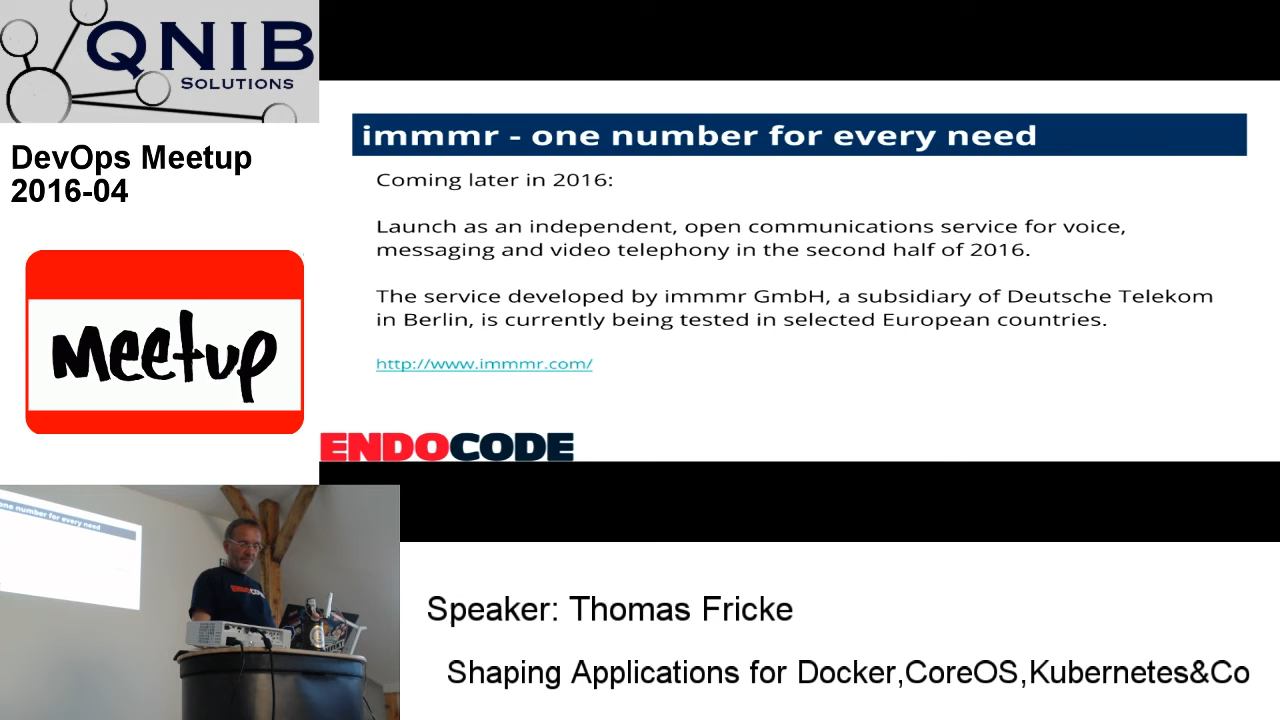 QNIB
SOLUTIONS
DevOps Meetup
2016-04
Meetup
immmr - one number for every need
Coming later in 2016:
Launch as an independent, open communications service for voice,
messaging and video telephony in the second half of 2016.
The service developed by immmr GmbH, a subsidiary of Deutsche Telekom
in Berlin, is currently being tested in selected European countries.
http://www.immmr.com/
ENDOCODE
one number for every need
ENDOCODE
Speaker: Thomas Fricke
Shaping Applications for Docker,CoreOS,Kubernetes&Co